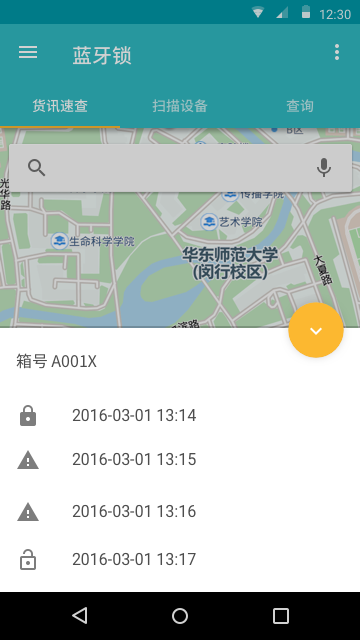 12:30
蓝牙锁
货讯速查
扫描设备
查询
B区
光华路
传播学院
艺术学院
生命科学学院
华东师范大学
(闵行校区)
大夏路
滨路
箱号 A001X
2016-03-01 13:14
2016-03-01 13:15
2016-03-01 13:16
2016-03-01 13:17